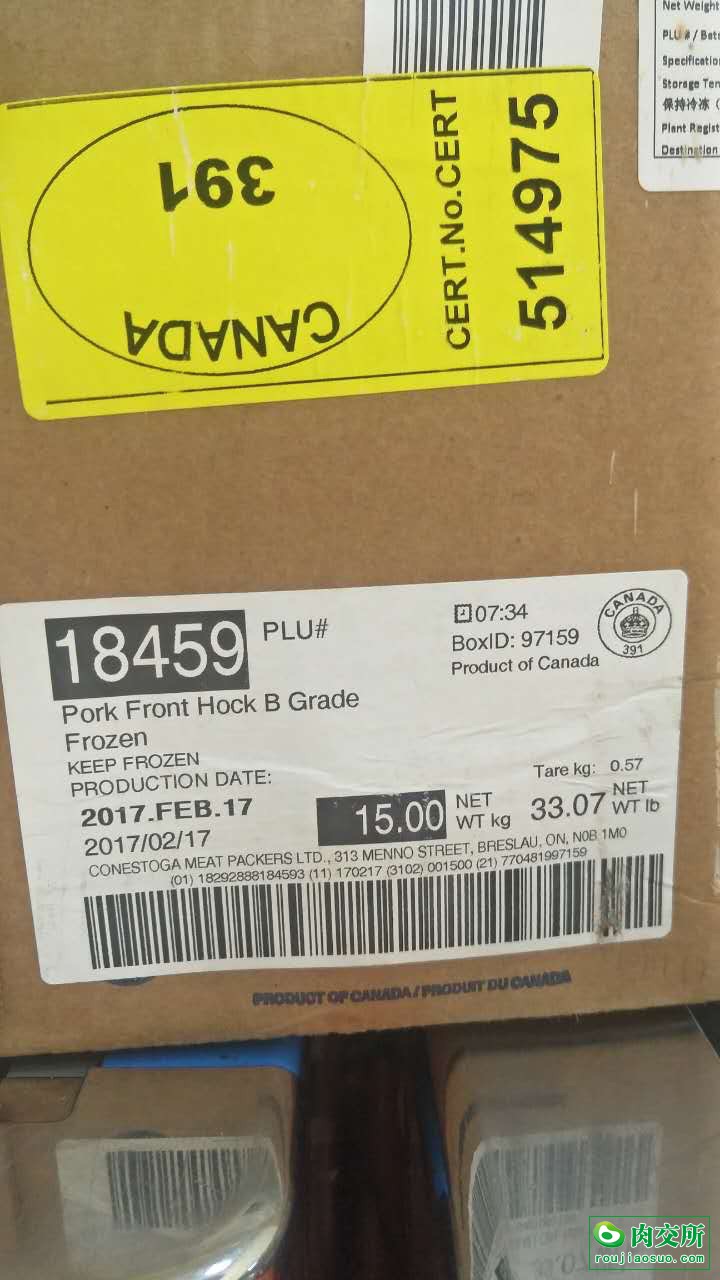 Net Weight
PLU # / Bat
Specification
Storage Tem
保持冷冻 (
Plant Regist
Destination
CANADA
391
CERT.No.CERT
514975
18459 PLU#
07:34
BoxID: 97159
Product of Canada
CANADA
391
Pork Front Hock B Grade
Frozen
KEEP FROZEN
PRODUCTION DATE:
2017.FEB.17
2017/02/17
Tare kg: 0.57
15.00 NET WT kg 33.07 NET WT lb
CONESTOGA MEAT PACKERS LTD., 313 MENNO STREET, BRESLAU, ON, N0B 1M0
(01) 18292888184593 (11) 170217 (3102) 001500 (21) 770481997159
PRODUCT OF CANADA / PRODUIT DU CANADA
肉交所
roujiaosuo.com